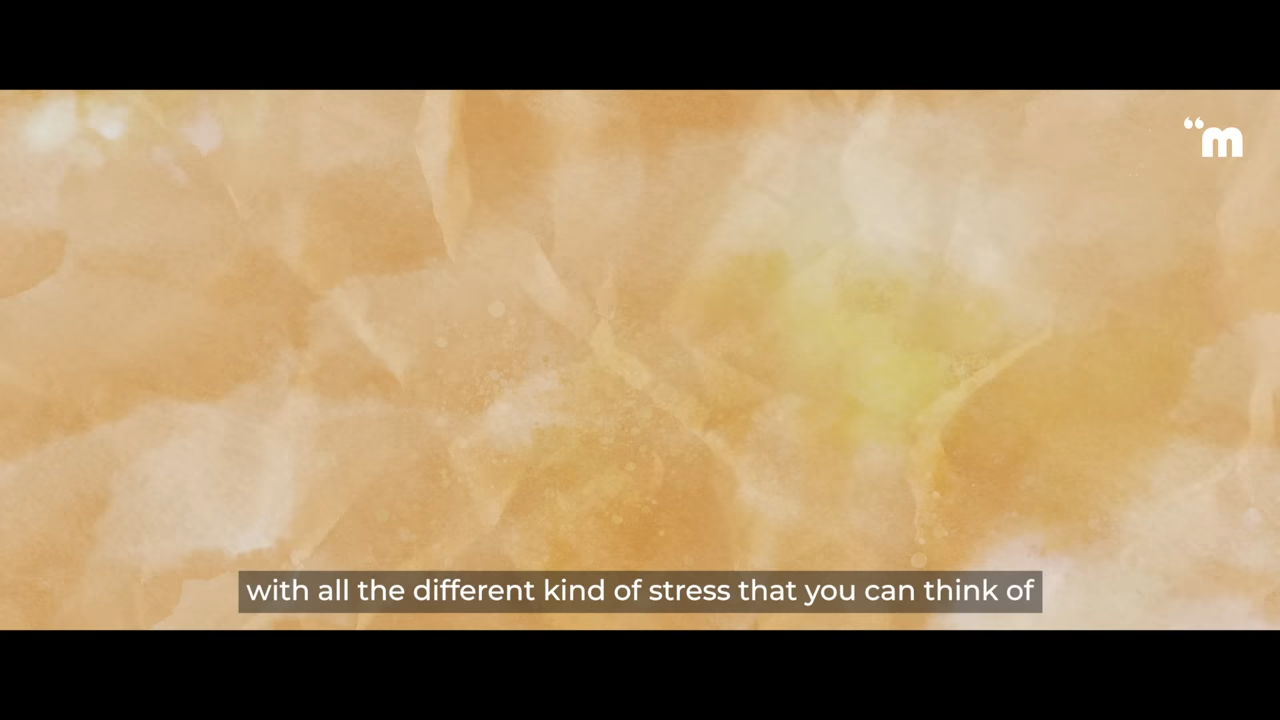 “m
with all the different kind of stress that you can think of